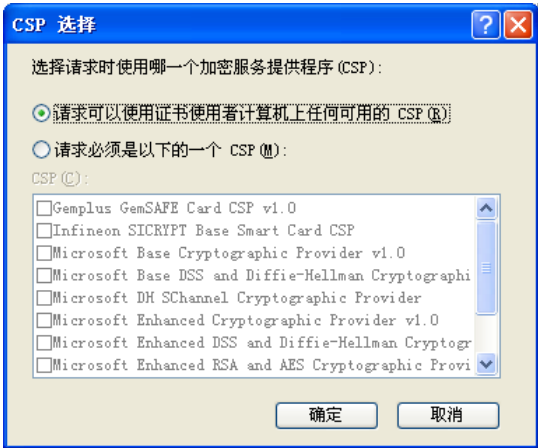 CSP 选择
选择请求时使用哪一个加密服务提供程序(CSP):
请求可以使用证书使用者计算机上任何可用的 CSP(R)
请求必须是以下的一个 CSP(M):
CSP(C):
Gemplus GemSAFE Card CSP v1.0
Infineon SICRYPT Base Smart Card CSP
Microsoft Base Cryptographic Provider v1.0
Microsoft Base DSS and Diffie-Hellman Cryptographi
Microsoft DH SChannel Cryptographic Provider
Microsoft Enhanced Cryptographic Provider v1.0
Microsoft Enhanced DSS and Diffie-Hellman Cryptogr
Microsoft Enhanced RSA and AES Cryptographic Provi
确定 取消